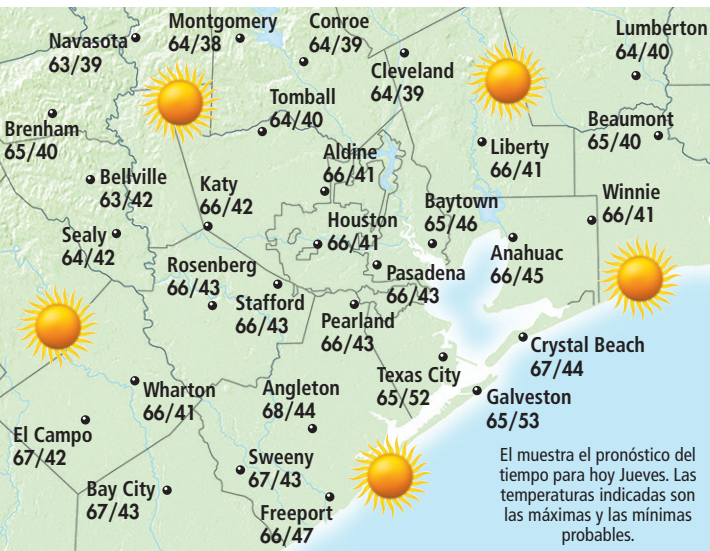 Montgomery
64/38
Conroe
64/39
Lumberton
64/40
Navasota
63/39
Cleveland
64/39
Tomball
64/40
Brenham
65/40
Beaumont
65/40
Aldine
66/41
Liberty
66/41
Bellville
63/42
Katy
66/42
Baytown
65/46
Winnie
66/41
Houston
66/41
Sealy
64/42
Anahuac
66/45
Rosenberg
66/43
Pasadena
66/43
Stafford
66/43
Pearland
66/43
Crystal Beach
67/44
Texas City
65/52
Wharton
66/41
Angleton
68/44
Galveston
65/53
El Campo
67/42
Sweeny
67/43
Bay City
67/43
Freeport
66/47
El muestra el pronóstico del
tiempo para hoy Jueves. Las
temperaturas indicadas son
las máximas y las mínimas
probables.